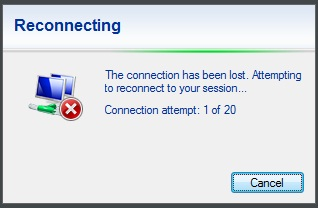 Reconnecting
The connection has been lost. Attempting
to reconnect to your session...
Connection attempt: 1 of 20
Cancel